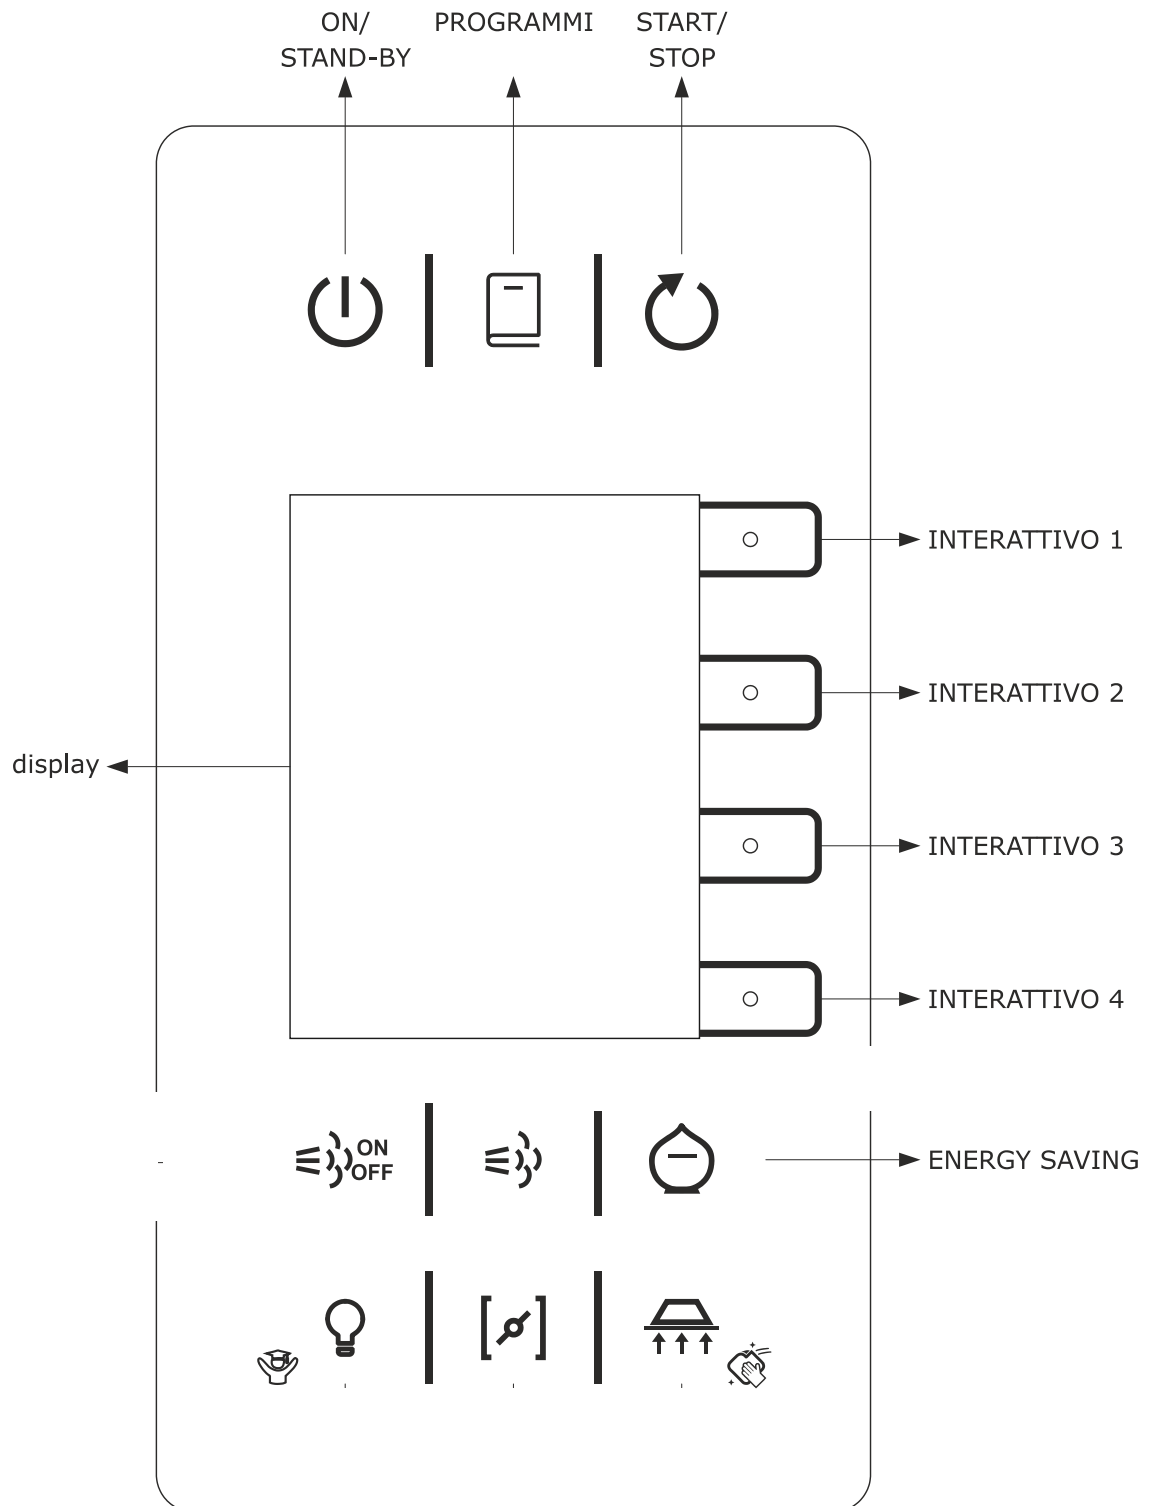 ON/
STAND-BY
PROGRAMMI
START/
STOP
INTERATTIVO 1
INTERATTIVO 2
display
INTERATTIVO 3
INTERATTIVO 4
ON
OFF
ENERGY SAVING